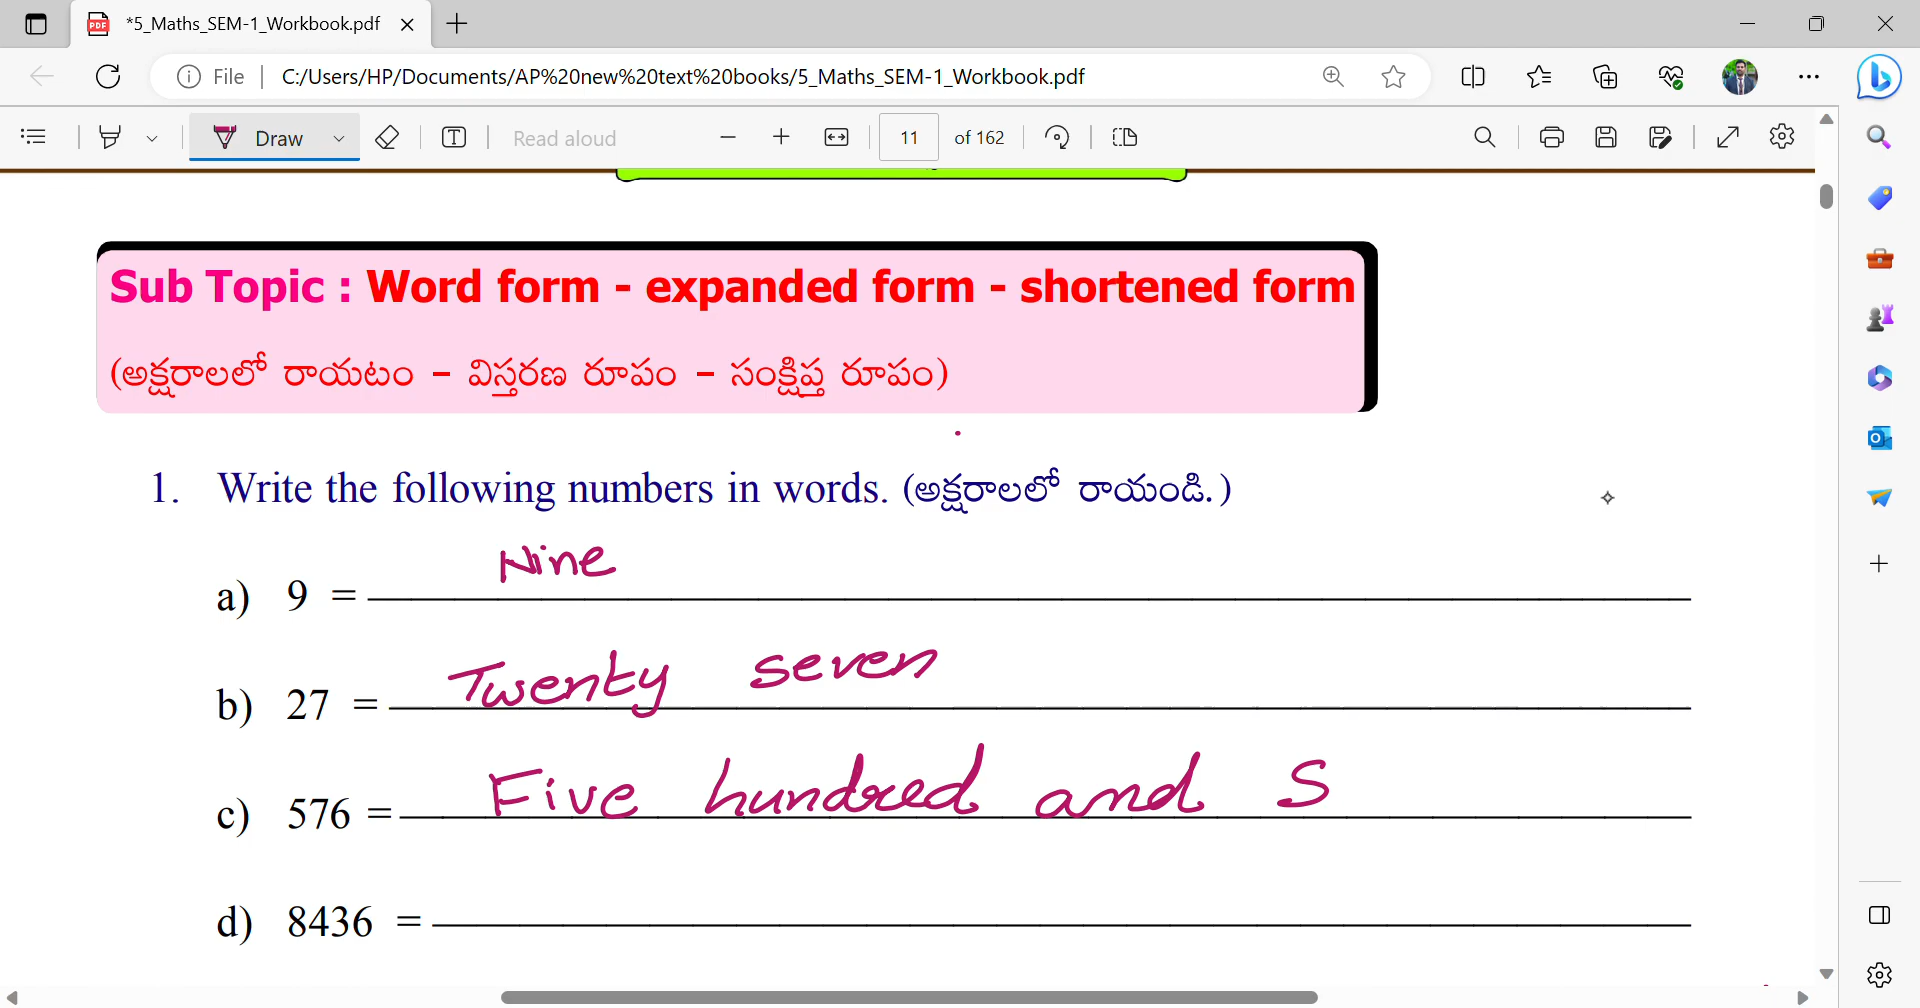 *5_Maths_SEM-1_Workbook.pdf
File C:/Users/HP/Documents/AP%20new%20text%20books/5_Maths_SEM-1_Workbook.pdf
Draw Read aloud 11 of 162
Sub Topic : Word form - expanded form - shortened form
(అక్షరాలలో రాయటం – విస్తరణ రూపం – సంక్షిప్త రూపం)
1. Write the following numbers in words. (అక్షరాలలో రాయండి.)
a) 9 = Nine
b) 27 = Twenty seven
c) 576 = Five hundred and S
d) 8436 =